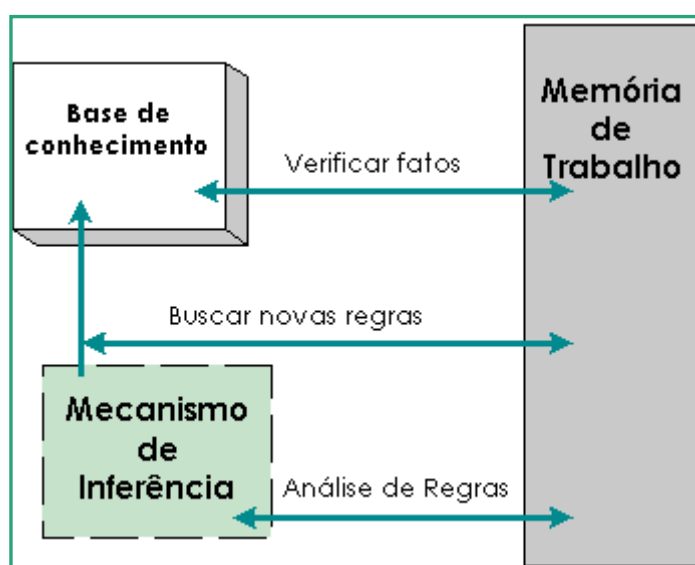 Base de
conhecimento
Memória
de
Trabalho
Verificar fatos
Buscar novas regras
Mecanismo
de
Inferência
Análise de Regras